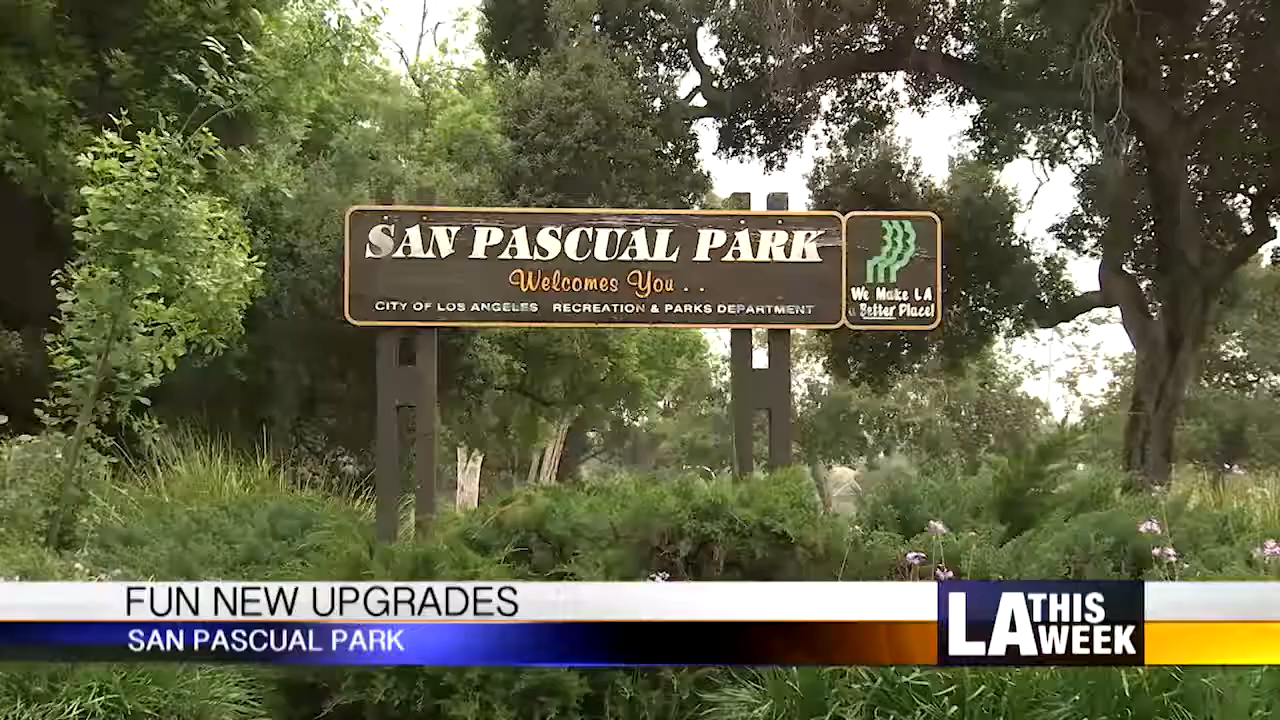 SAN PASCUAL PARK
Welcomes You . .
CITY OF LOS ANGELES RECREATION & PARKS DEPARTMENT
We Make LA
a Better Place!
FUN NEW UPGRADES
SAN PASCUAL PARK
LA THIS WEEK